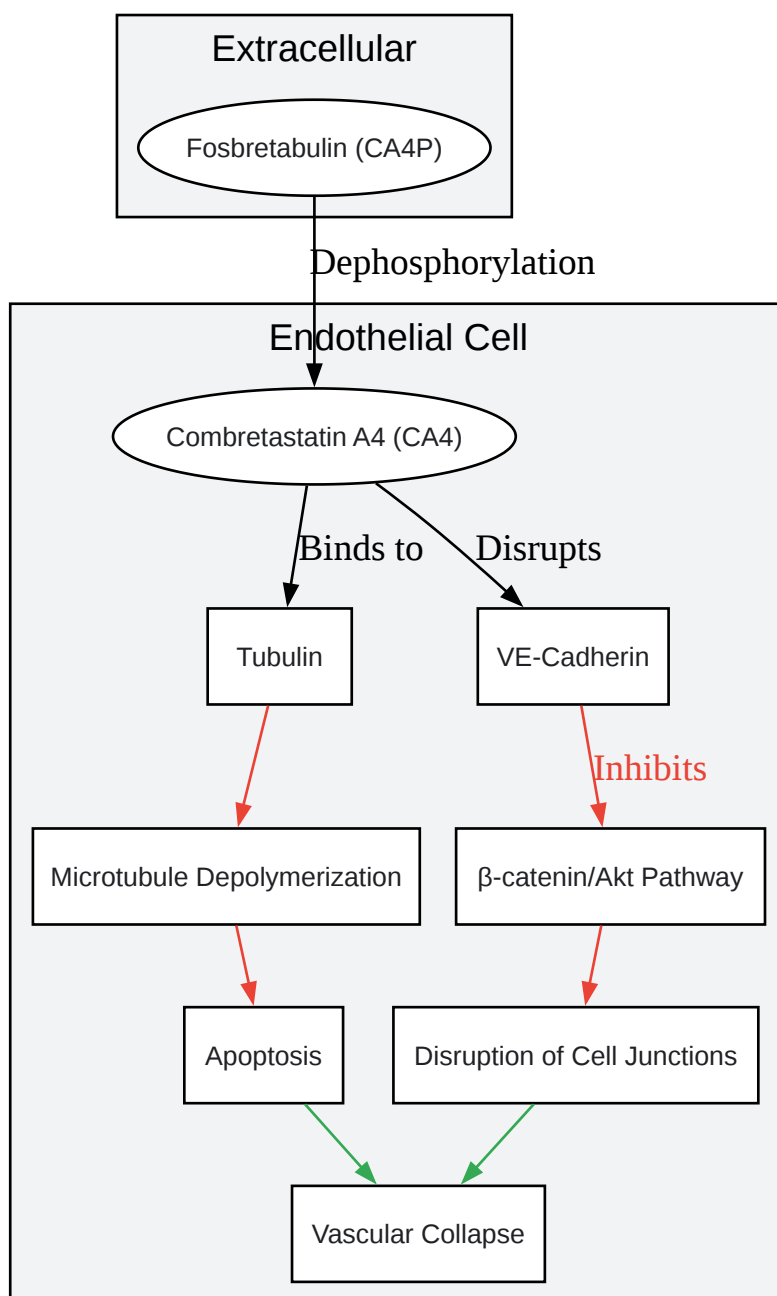 Extracellular
Fosbretabulin (CA4P)
Dephosphorylation
Endothelial Cell
Combretastatin A4 (CA4)
Binds to
Disrupts
Tubulin
VE-Cadherin
Inhibits
Microtubule Depolymerization
β-catenin/Akt Pathway
Apoptosis
Disruption of Cell Junctions
Vascular Collapse